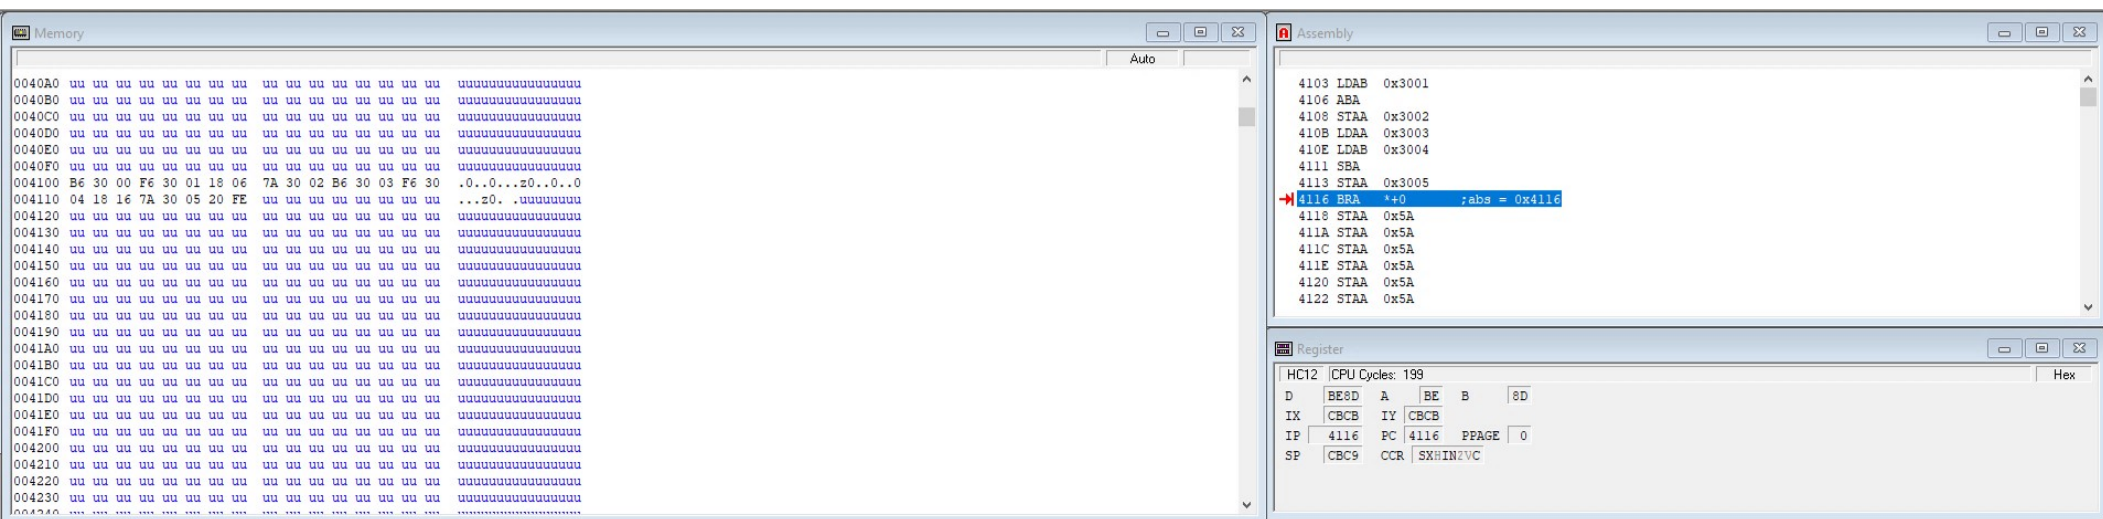 Memory
Auto
0040A0 uu uu uu uu uu uu uu uu uu uu uu uu uu uu uu uu uuuuuuuuuuuuuuuu
0040B0 uu uu uu uu uu uu uu uu uu uu uu uu uu uu uu uu uuuuuuuuuuuuuuuu
0040C0 uu uu uu uu uu uu uu uu uu uu uu uu uu uu uu uu uuuuuuuuuuuuuuuu
0040D0 uu uu uu uu uu uu uu uu uu uu uu uu uu uu uu uu uuuuuuuuuuuuuuuu
0040E0 uu uu uu uu uu uu uu uu uu uu uu uu uu uu uu uu uuuuuuuuuuuuuuuu
0040F0 uu uu uu uu uu uu uu uu uu uu uu uu uu uu uu uu uuuuuuuuuuuuuuuu
004100 B6 30 00 F6 30 01 18 06 7A 30 02 B6 30 03 F6 30 .0..0...z0..0..0
004110 04 18 16 7A 30 05 20 FE uu uu uu uu uu uu uu uu ...z0. .uuuuuuuu
004120 uu uu uu uu uu uu uu uu uu uu uu uu uu uu uu uu uuuuuuuuuuuuuuuu
004130 uu uu uu uu uu uu uu uu uu uu uu uu uu uu uu uu uuuuuuuuuuuuuuuu
004140 uu uu uu uu uu uu uu uu uu uu uu uu uu uu uu uu uuuuuuuuuuuuuuuu
004150 uu uu uu uu uu uu uu uu uu uu uu uu uu uu uu uu uuuuuuuuuuuuuuuu
004160 uu uu uu uu uu uu uu uu uu uu uu uu uu uu uu uu uuuuuuuuuuuuuuuu
004170 uu uu uu uu uu uu uu uu uu uu uu uu uu uu uu uu uuuuuuuuuuuuuuuu
004180 uu uu uu uu uu uu uu uu uu uu uu uu uu uu uu uu uuuuuuuuuuuuuuuu
004190 uu uu uu uu uu uu uu uu uu uu uu uu uu uu uu uu uuuuuuuuuuuuuuuu
0041A0 uu uu uu uu uu uu uu uu uu uu uu uu uu uu uu uu uuuuuuuuuuuuuuuu
0041B0 uu uu uu uu uu uu uu uu uu uu uu uu uu uu uu uu uuuuuuuuuuuuuuuu
0041C0 uu uu uu uu uu uu uu uu uu uu uu uu uu uu uu uu uuuuuuuuuuuuuuuu
0041D0 uu uu uu uu uu uu uu uu uu uu uu uu uu uu uu uu uuuuuuuuuuuuuuuu
0041E0 uu uu uu uu uu uu uu uu uu uu uu uu uu uu uu uu uuuuuuuuuuuuuuuu
0041F0 uu uu uu uu uu uu uu uu uu uu uu uu uu uu uu uu uuuuuuuuuuuuuuuu
004200 uu uu uu uu uu uu uu uu uu uu uu uu uu uu uu uu uuuuuuuuuuuuuuuu
004210 uu uu uu uu uu uu uu uu uu uu uu uu uu uu uu uu uuuuuuuuuuuuuuuu
004220 uu uu uu uu uu uu uu uu uu uu uu uu uu uu uu uu uuuuuuuuuuuuuuuu
004230 uu uu uu uu uu uu uu uu uu uu uu uu uu uu uu uu uuuuuuuuuuuuuuuu
004240 uu uu uu uu uu uu uu uu uu uu uu uu uu uu uu uu uuuuuuuuuuuuuuuu
Assembly
4103 LDAB 0x3001
4106 ABA
4108 STAA 0x3002
410B LDAA 0x3003
410E LDAB 0x3004
4111 SBA
4113 STAA 0x3005
4116 BRA *+0 ;abs = 0x4116
4118 STAA 0x5A
411A STAA 0x5A
411C STAA 0x5A
411E STAA 0x5A
4120 STAA 0x5A
4122 STAA 0x5A
Register
HC12 CPU Cycles: 199 Hex
D BE8D A BE B 8D
IX CBCB IY CBCB
IP 4116 PC 4116 PPAGE 0
SP CBC9 CCR SXHINZVC